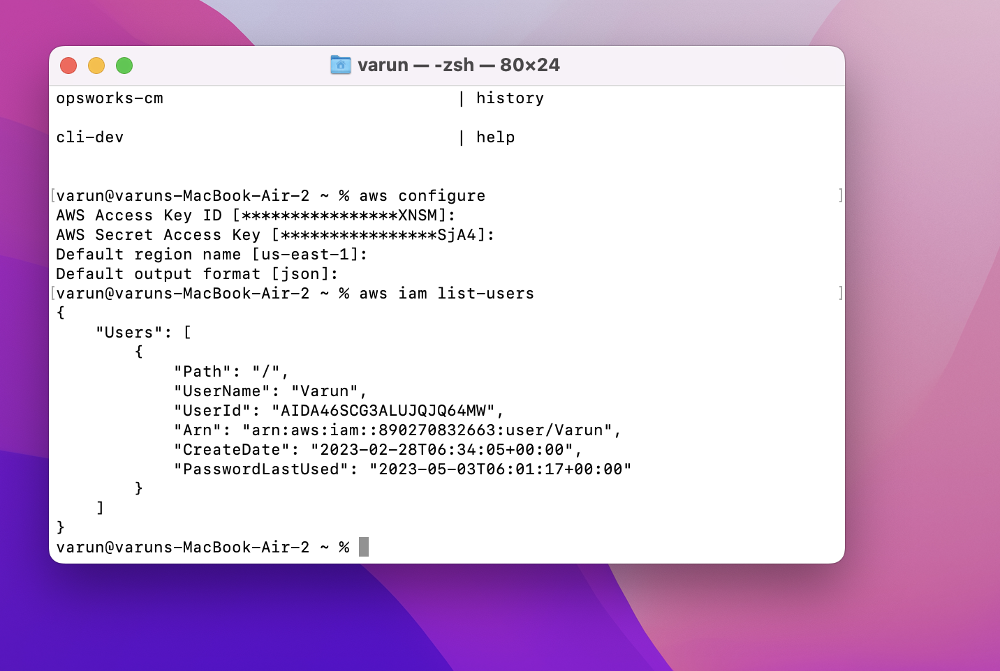 varun — -zsh — 80×24
opsworks-cm | history
cli-dev | help
[varun@varuns-MacBook-Air-2 ~ % aws configure ]
AWS Access Key ID [****************XNSM]:
AWS Secret Access Key [****************SjA4]:
Default region name [us-east-1]:
Default output format [json]:
[varun@varuns-MacBook-Air-2 ~ % aws iam list-users ]
{
    "Users": [
        {
            "Path": "/",
            "UserName": "Varun",
            "UserId": "AIDA46SCG3ALUJQJQ64MW",
            "Arn": "arn:aws:iam::890270832663:user/Varun",
            "CreateDate": "2023-02-28T06:34:05+00:00",
            "PasswordLastUsed": "2023-05-03T06:01:17+00:00"
        }
    ]
}
varun@varuns-MacBook-Air-2 ~ %